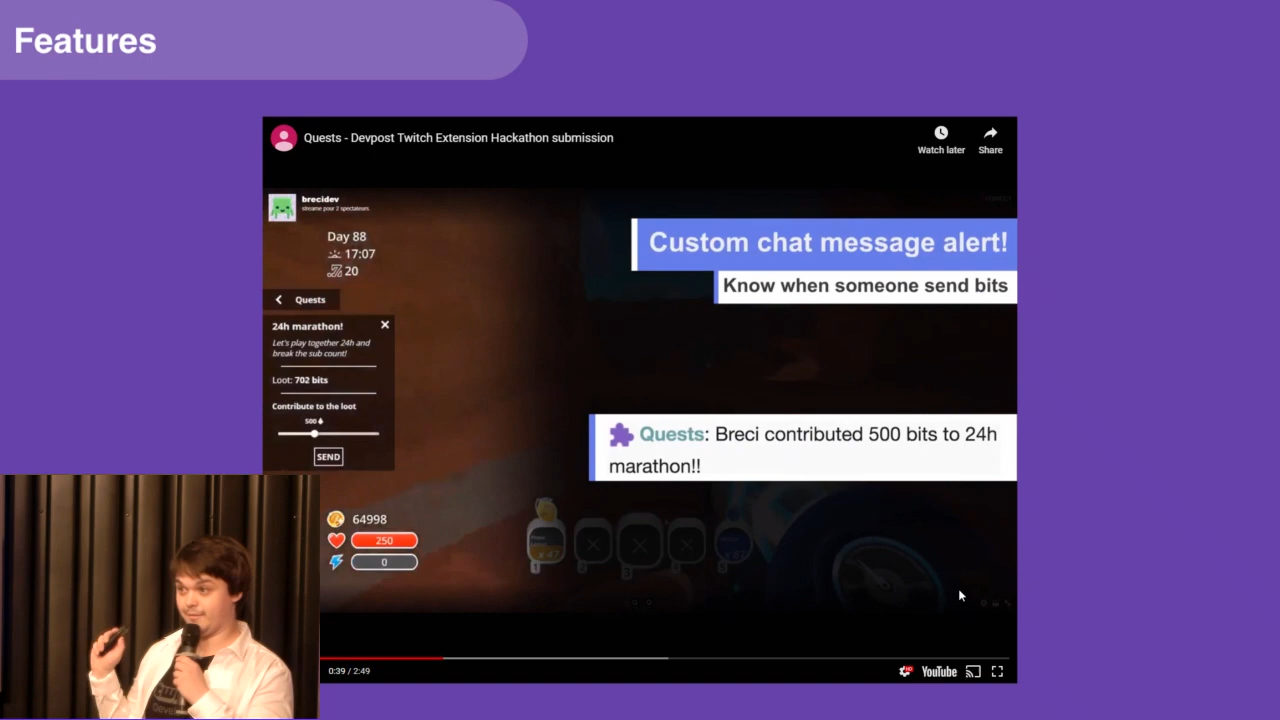 Features
Quests - Devpost Twitch Extension Hackathon submission
Watch later
Share
brecidev
streame pour 2 spectateurs
Day 88
17:07
20
Quests
24h marathon!
Let's play together 24h and
break the sub count!
Loot: 702 bits
Contribute to the loot
500
SEND
Custom chat message alert!
Know when someone send bits
Quests: Breci contributed 500 bits to 24h
marathon!!
64998
250
0
x 47
1
0:39 / 2:49
HD
YouTube